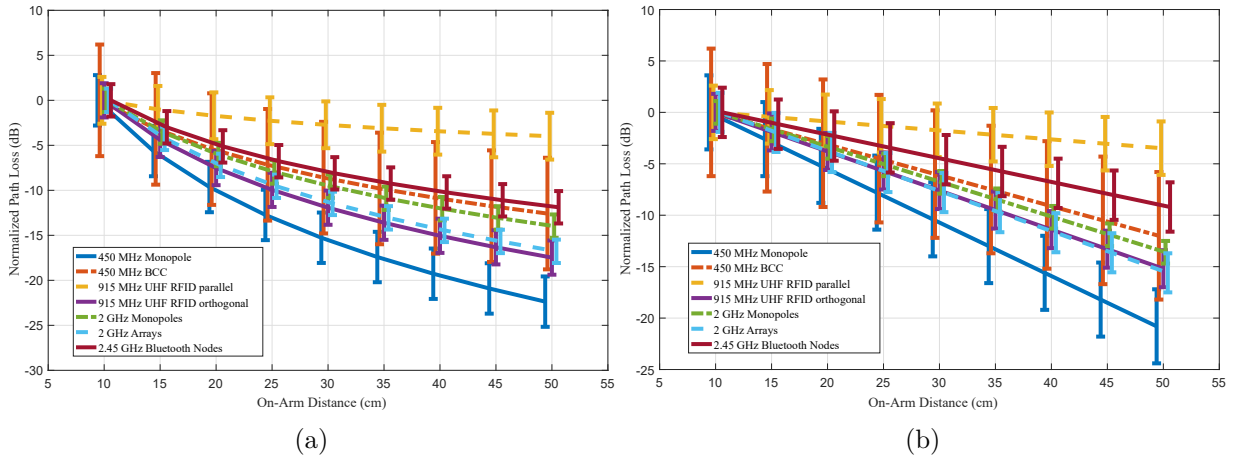 10
5
0
-5
-10
-15
-20
-25
-30
Normalized Path Loss (dB)
450 MHz Monopole
450 MHz BCC
915 MHz UHF RFID parallel
915 MHz UHF RFID orthogonal
2 GHz Monopoles
2 GHz Arrays
2.45 GHz Bluetooth Nodes
5 10 15 20 25 30 35 40 45 50 55
On-Arm Distance (cm)
(a)
10
5
0
-5
-10
-15
-20
-25
Normalized Path Loss (dB)
450 MHz Monopole
450 MHz BCC
915 MHz UHF RFID parallel
915 MHz UHF RFID orthogonal
2 GHz Monopoles
2 GHz Arrays
2.45 GHz Bluetooth Nodes
5 10 15 20 25 30 35 40 45 50 55
On-Arm Distance (cm)
(b)